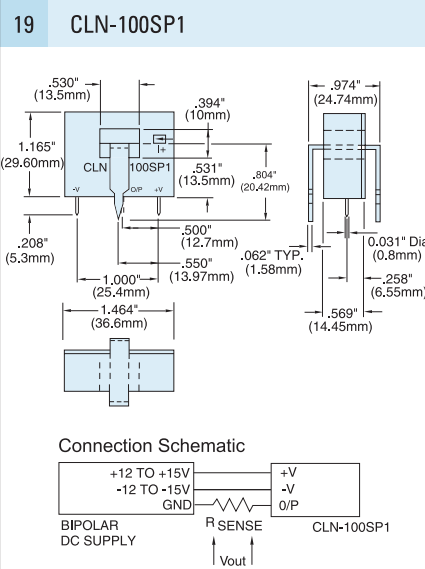 19 CLN-100SP1
.530"
(13.5mm)
.394"
(10mm)
.974"
(24.74mm)
I+
1.165"
(29.60mm)
CLN 100SP1
.531"
(13.5mm)
.804"
(20.42mm)
-V O/P +V
.208"
(5.3mm)
.500"
(12.7mm)
.062" TYP.
(1.58mm)
0.031" Dia
(0.8mm)
.550"
(13.97mm)
1.000"
(25.4mm)
.258"
(6.55mm)
1.464"
(36.6mm)
.569"
(14.45mm)
Connection Schematic
+12 TO +15V +V
-12 TO -15V -V
GND 0/P
BIPOLAR
DC SUPPLY
R SENSE
CLN-100SP1
Vout